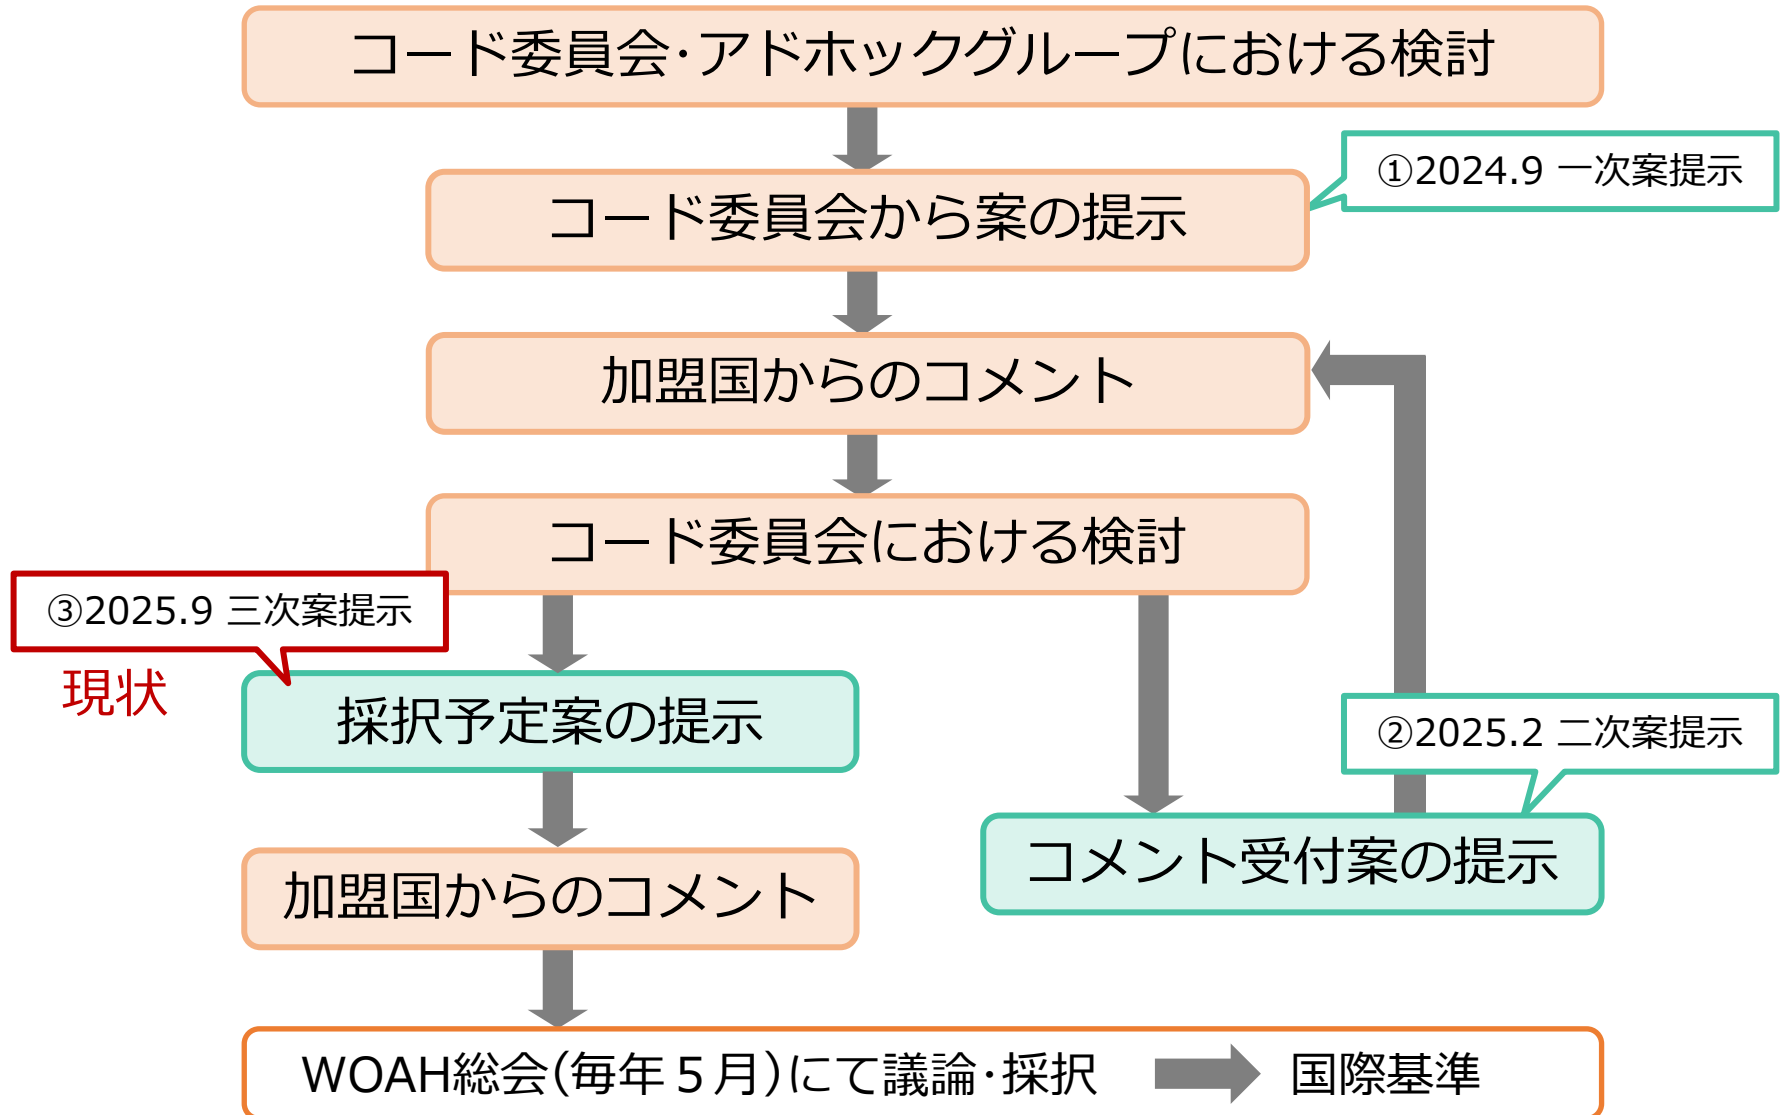 コード委員会･アドホックグループにおける検討
①2024.9 一次案提示
コード委員会から案の提示
加盟国からのコメント
コード委員会における検討
③2025.9 三次案提示
現状
採択予定案の提示
②2025.2 二次案提示
コメント受付案の提示
加盟国からのコメント
WOAH総会(毎年５月)にて議論･採択 国際基準